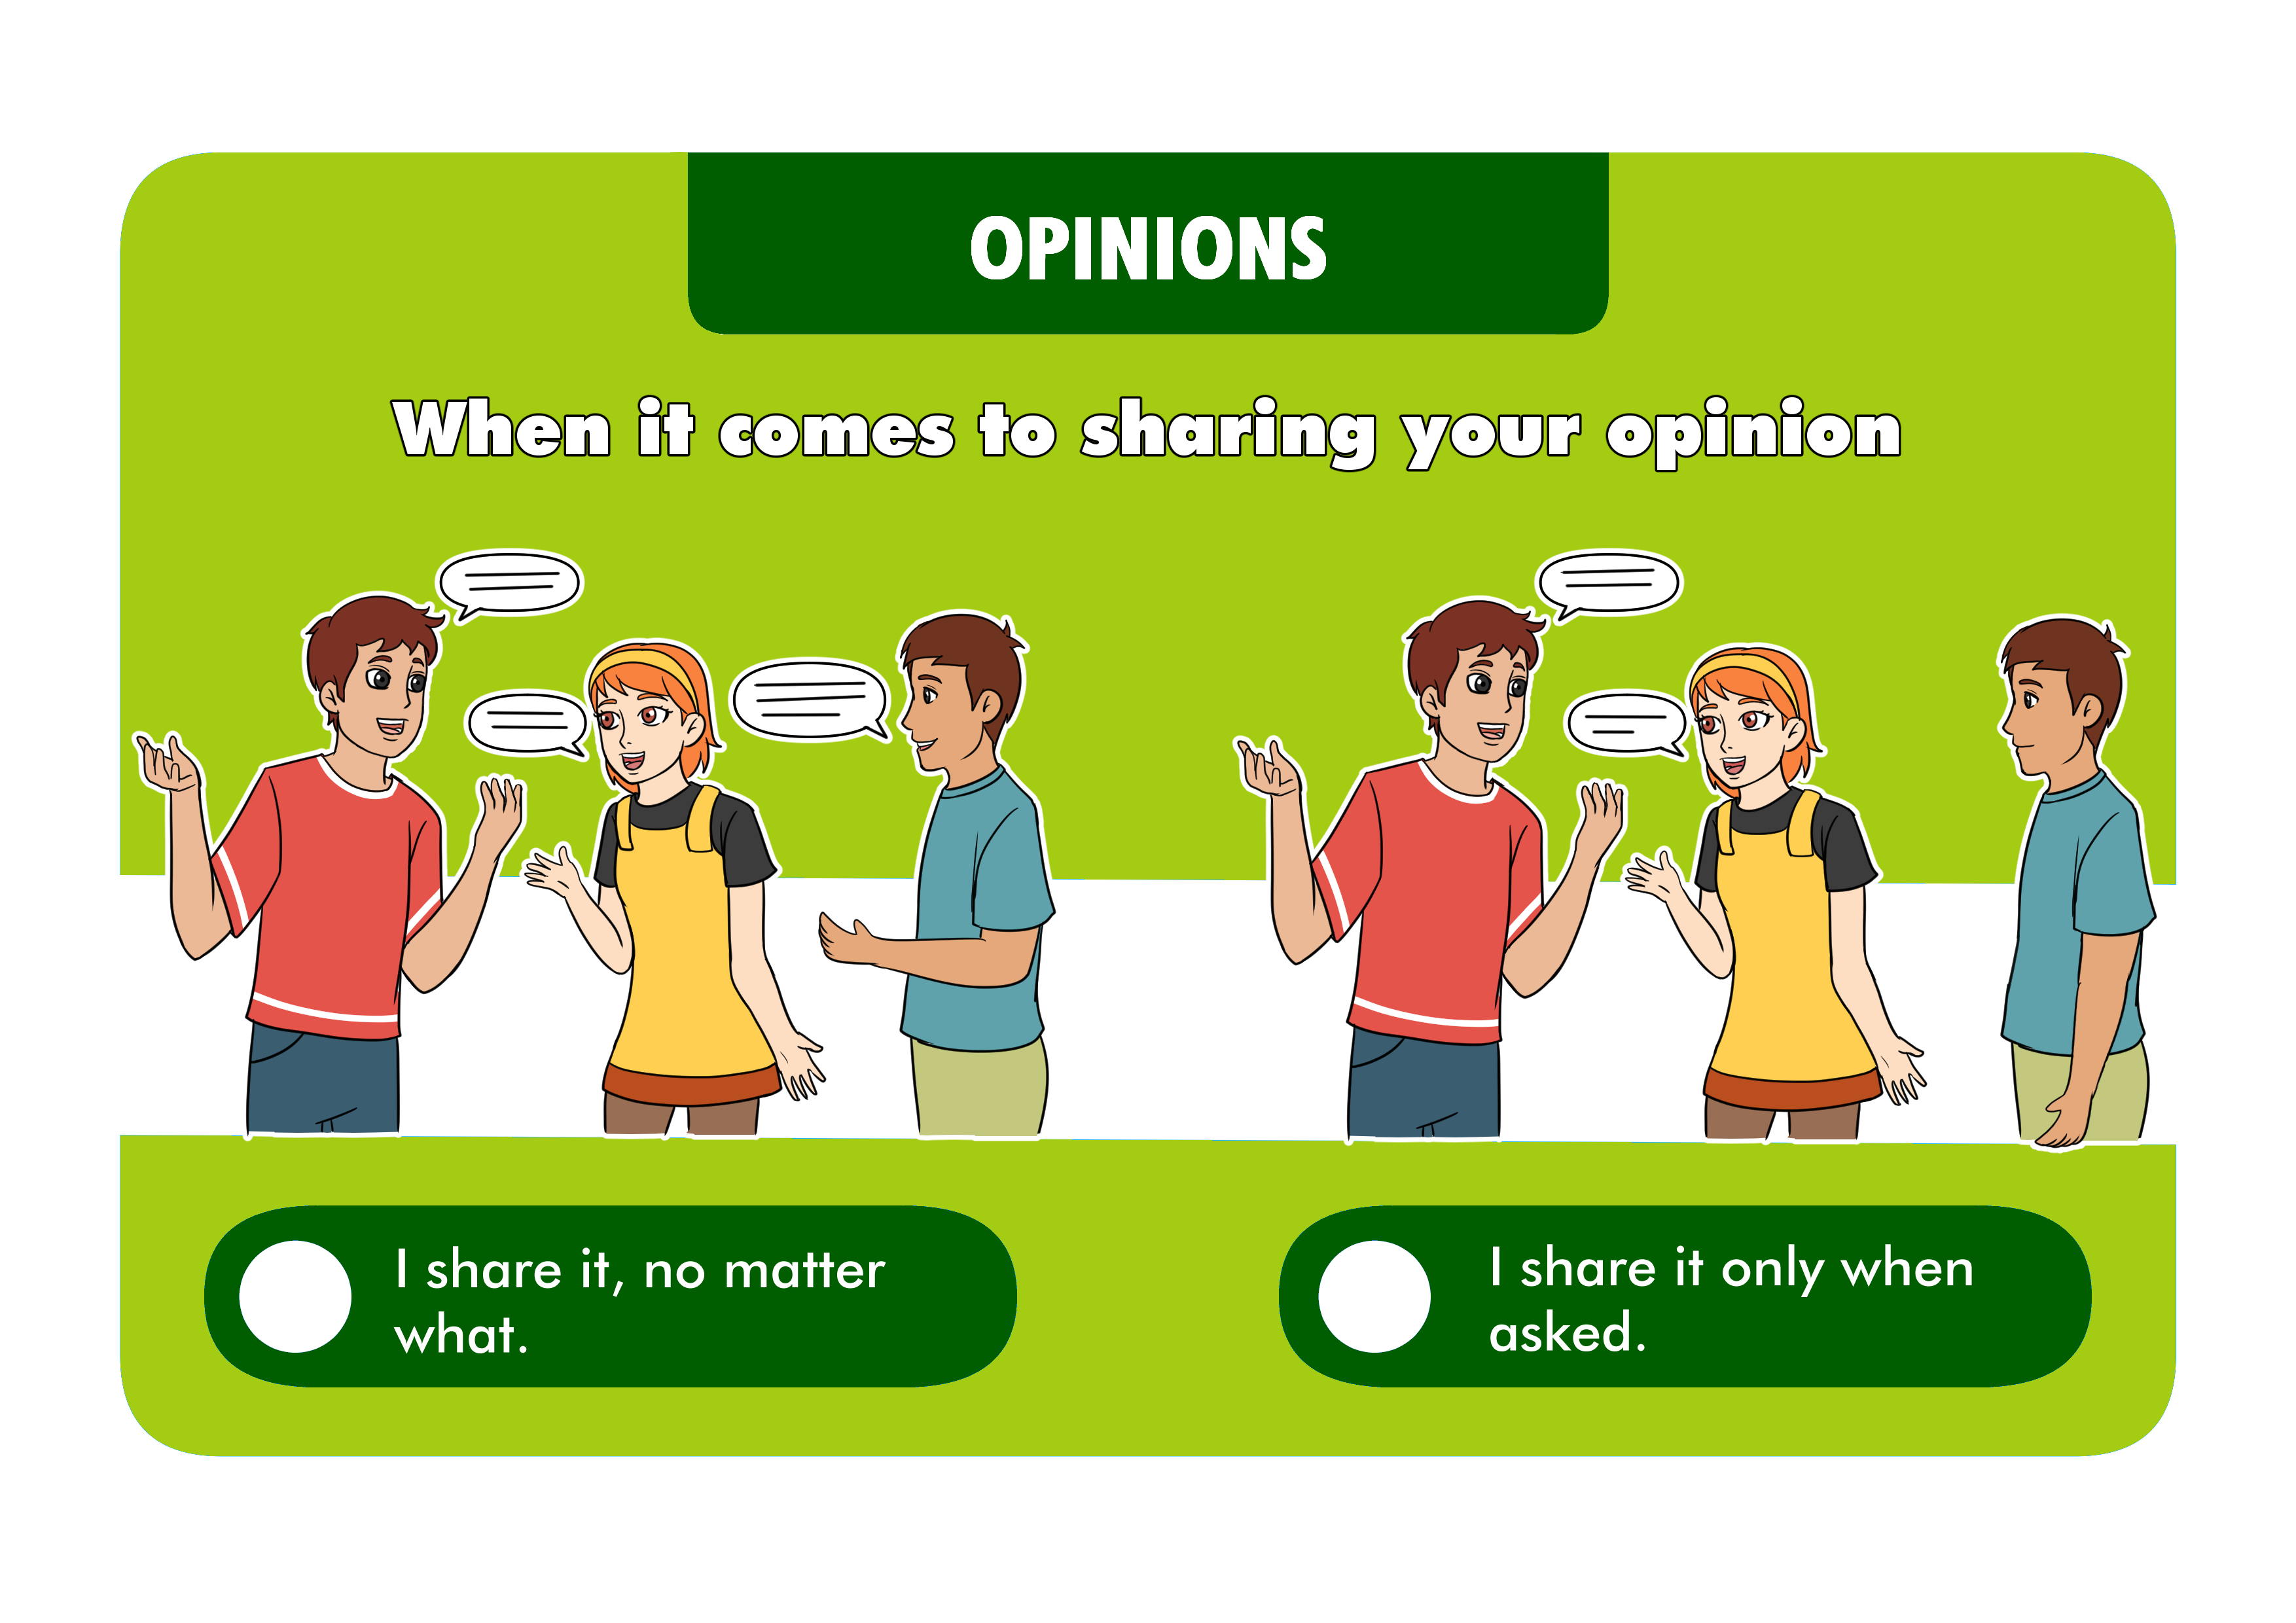 OPINIONS
When it comes to sharing your opinion
I share it, no matter
what.
I share it only when
asked.